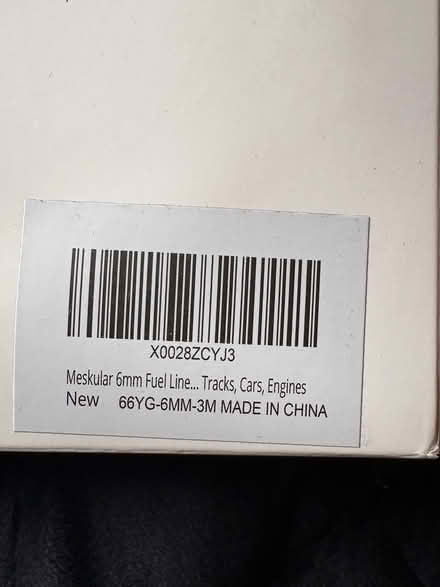 X0028ZCYJ3
Meskular 6mm Fuel Line... Tracks, Cars, Engines
New 66YG-6MM-3M MADE IN CHINA